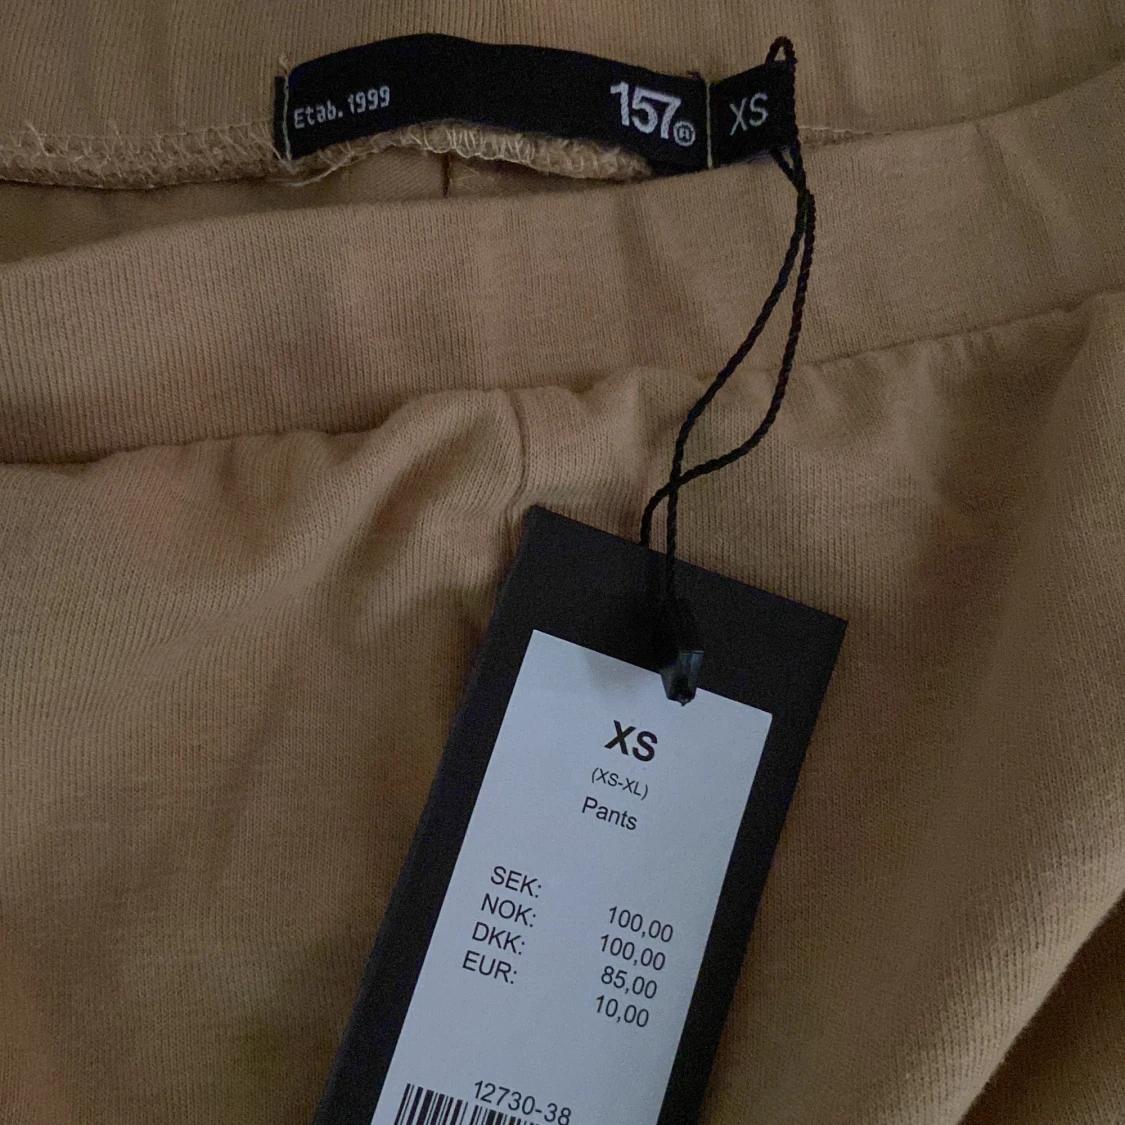 Etab. 1999
157®
XS
XS
(XS-XL)
Pants
SEK: 100,00
NOK: 100,00
DKK: 85,00
EUR: 10,00
12730-38